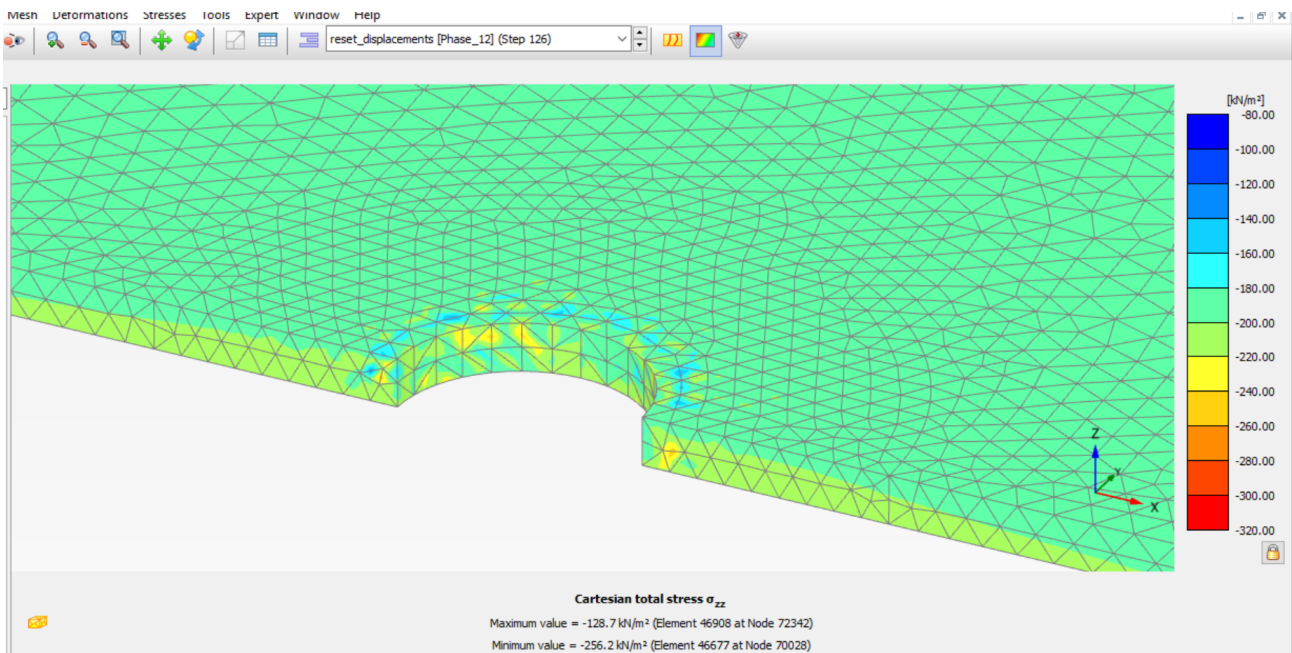 Mesh Deformations Stresses Tools Expert Window Help
reset_displacements [Phase_12] (Step 126)
[kN/m²]
-80.00
-100.00
-120.00
-140.00
-160.00
-180.00
-200.00
-220.00
-240.00
-260.00
-280.00
-300.00
-320.00
Z
Y
X
Cartesian total stress σzz
Maximum value = -128.7 kN/m² (Element 46908 at Node 72342)
Minimum value = -256.2 kN/m² (Element 46677 at Node 70028)